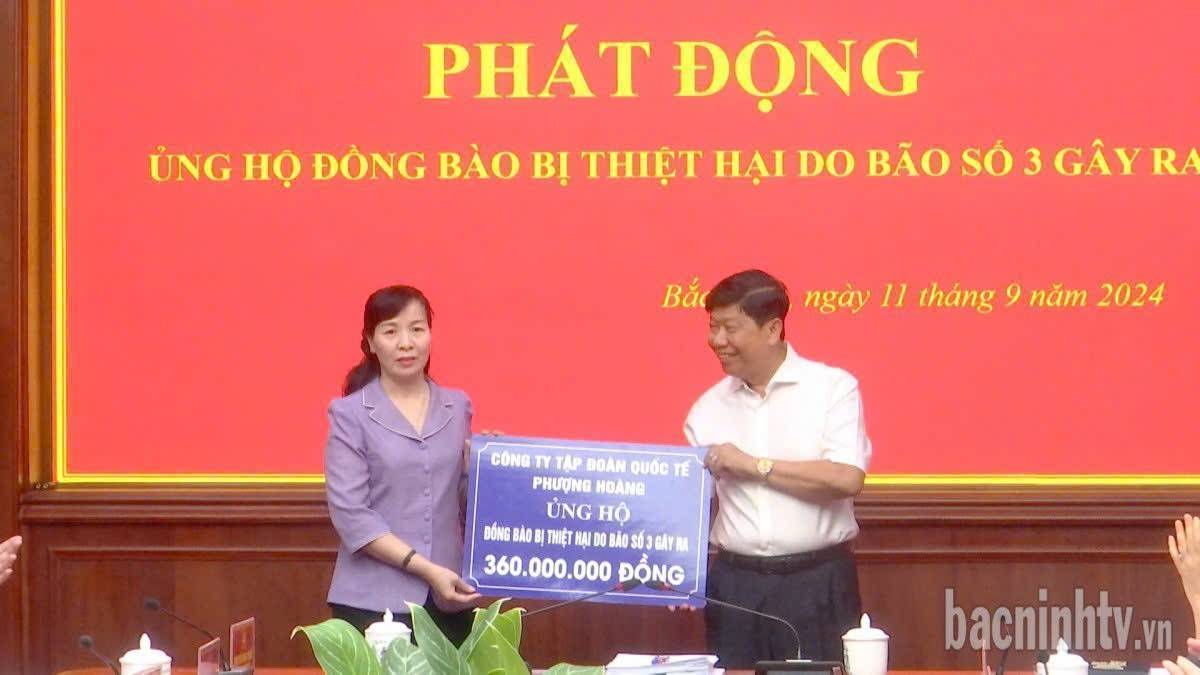 PHÁT ĐỘNG
ỦNG HỘ ĐỒNG BÀO BỊ THIỆT HẠI DO BÃO SỐ 3 GÂY RA
Bắc , ngày 11 tháng 9 năm 2024
CÔNG TY TẬP ĐOÀN QUỐC TẾ
PHƯỢNG HOÀNG
ỦNG HỘ
ĐỒNG BÀO BỊ THIỆT HẠI DO BÃO SỐ 3 GÂY RA
360.000.000 ĐỒNG
bacninhtv.vn